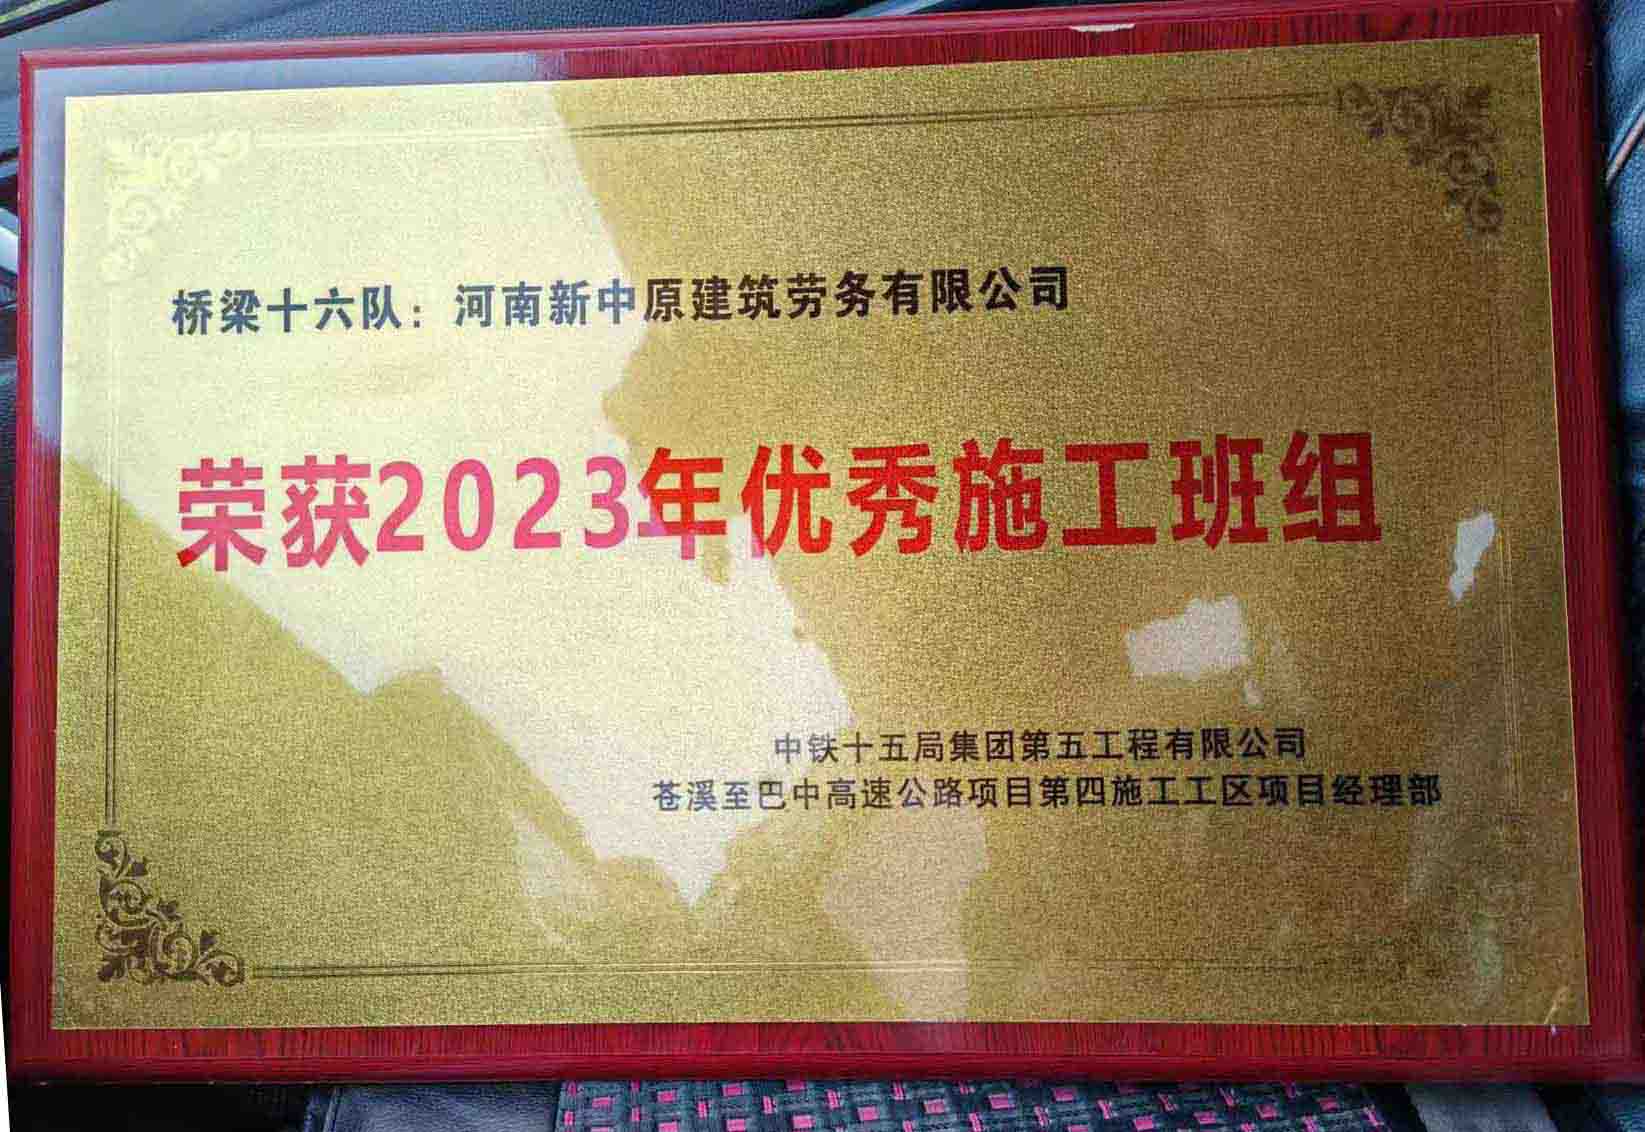 桥梁十六队：河南新中原建筑劳务有限公司
荣获2023年优秀施工班组
中铁十五局集团第五工程有限公司
苍溪至巴中高速公路项目第四施工工区项目经理部